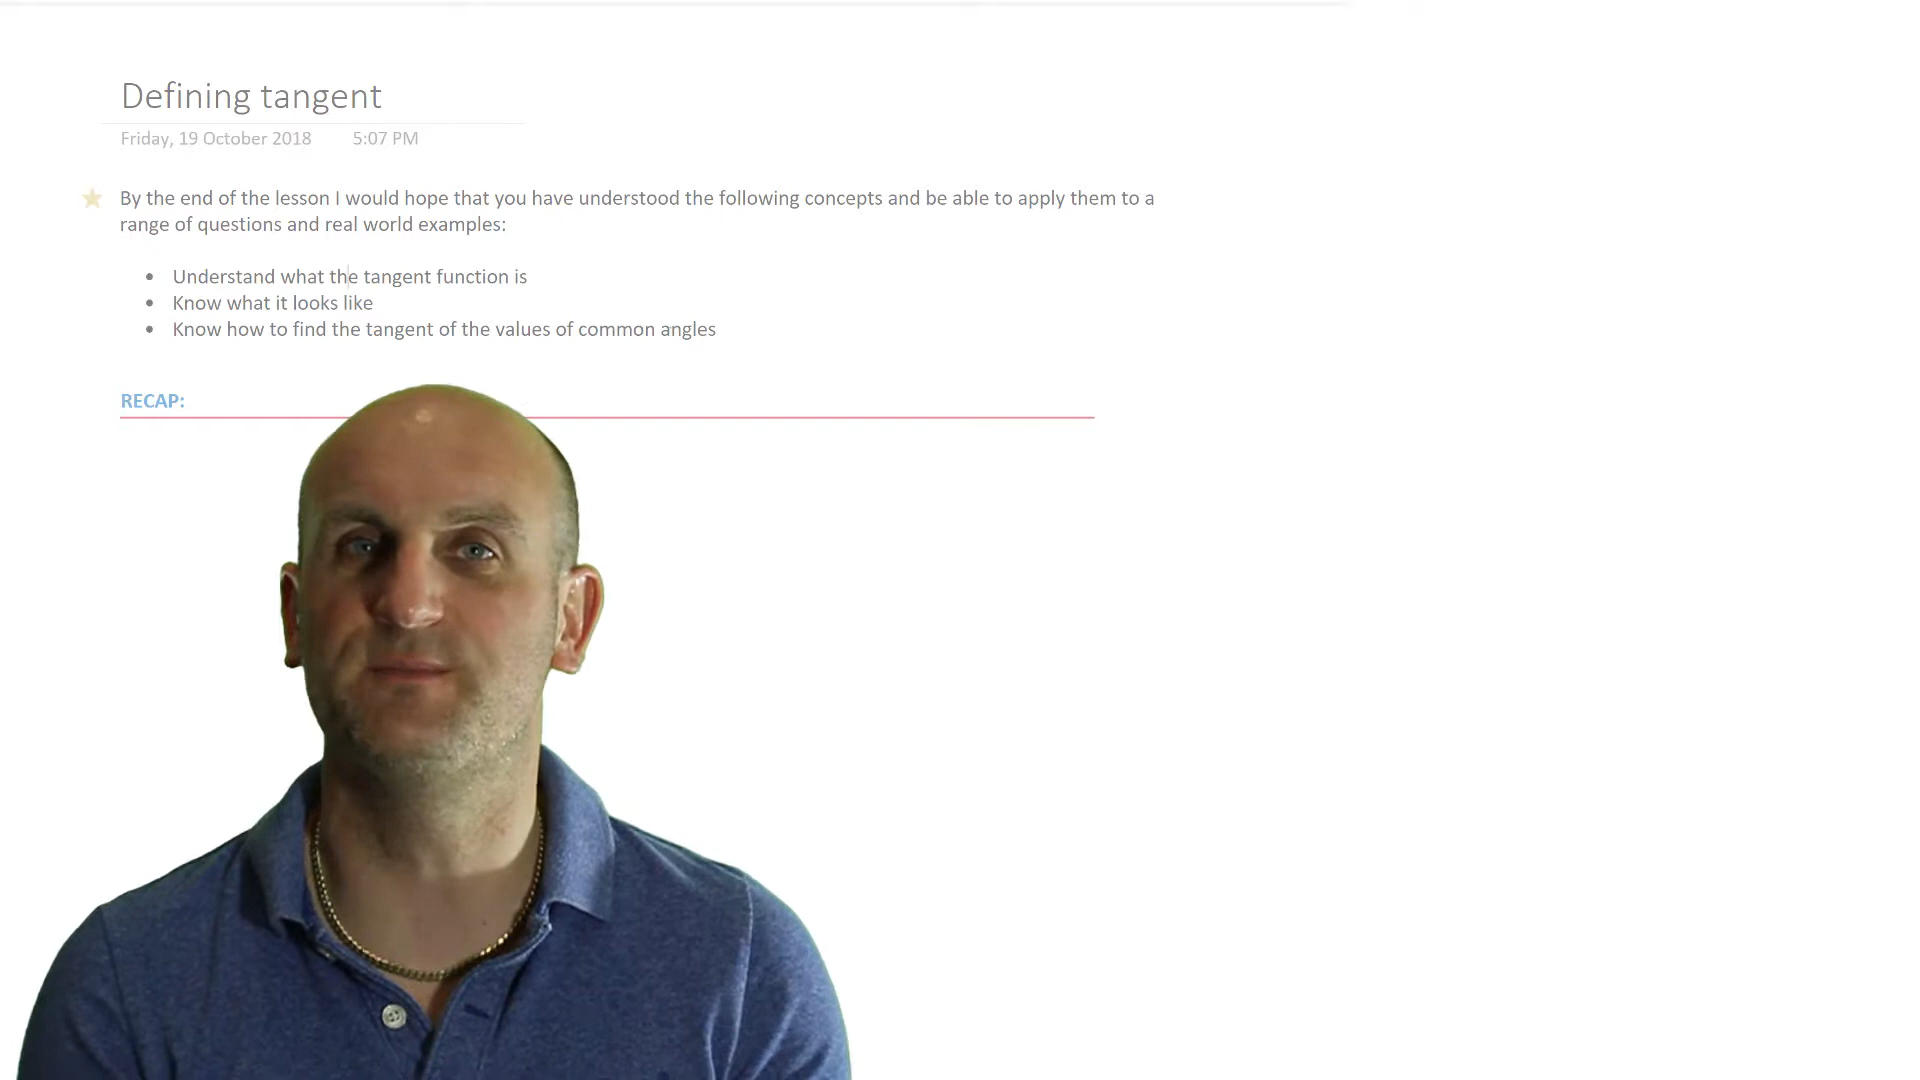 Defining tangent
Friday, 19 October 2018 5:07 PM
By the end of the lesson I would hope that you have understood the following concepts and be able to apply them to a
range of questions and real world examples:
• Understand what the tangent function is
• Know what it looks like
• Know how to find the tangent of the values of common angles
RECAP: